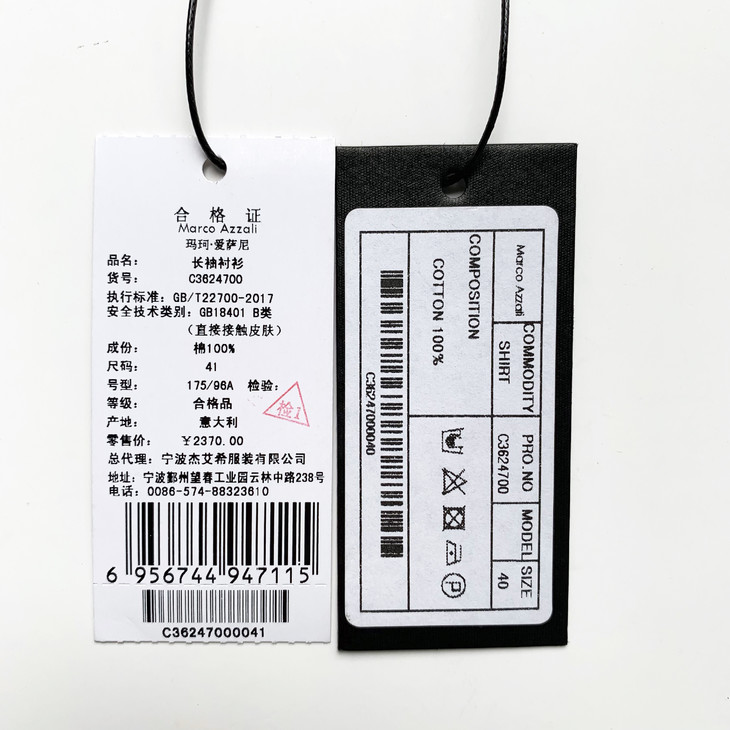 合格证
Marco Azzali
玛珂·爱萨尼
品名： 长袖衬衫
货号： C3624700
执行标准：GB/T22700-2017
安全技术类别：GB18401 B类
（直接接触皮肤）
成份： 棉100%
尺码： 41
号型： 175/96A 检验：
检1
等级： 合格品
产地： 意大利
零售价： ￥2370.00
总代理：宁波杰艾希服装有限公司
地址：宁波鄞州望春工业园云林中路238号
电话：0086-574-88323610
6 956744 947115
C36247000041
Marco Azzali
COMMODITY
SHIRT
PRO.NO
C3624700
MODEL SIZE
40
COMPOSITION
COTTON 100%
P
C36247000040